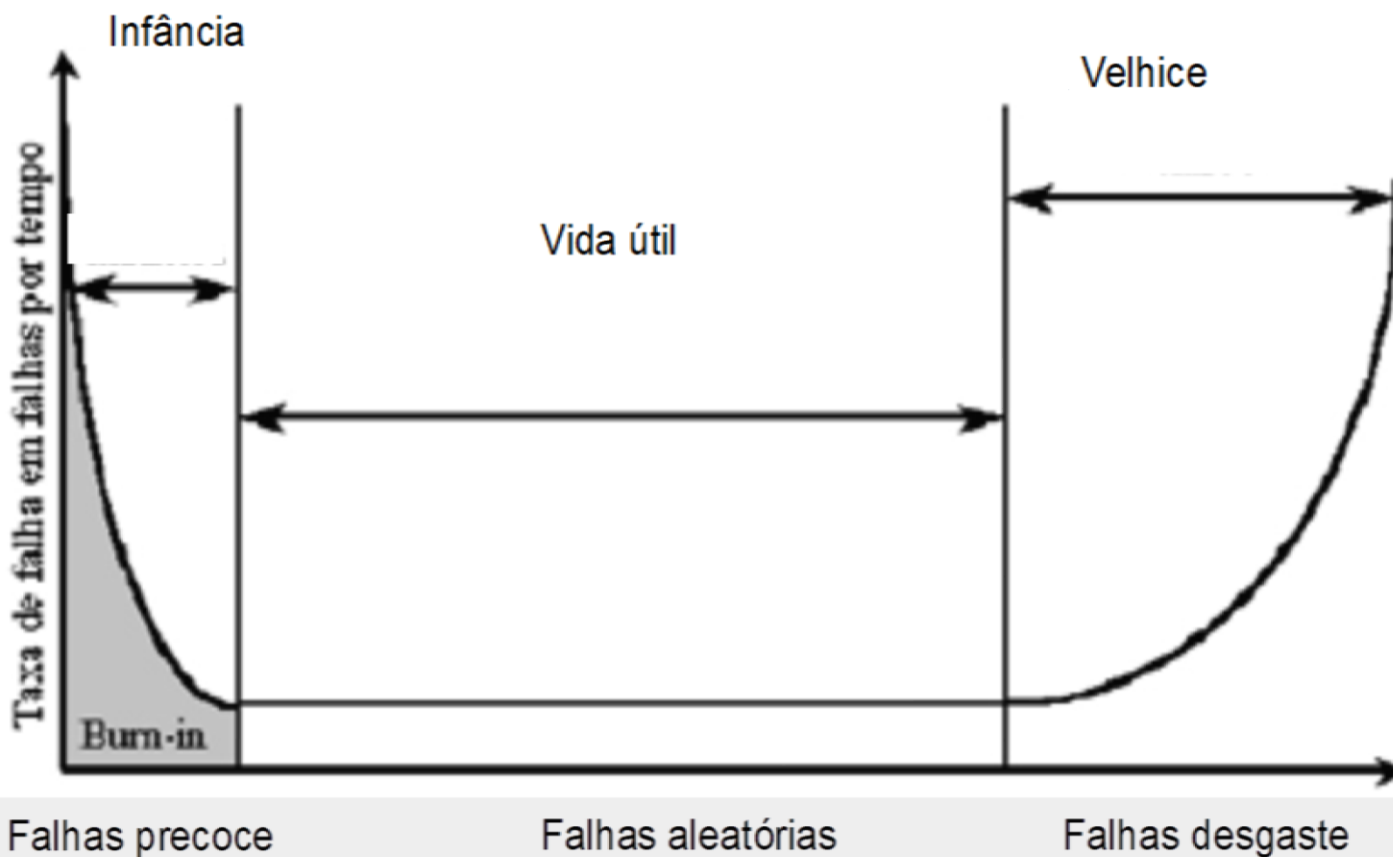 Infância
Velhice
Taxa de falha em falhas por tempo
Vida útil
Burn-in
Falhas precoce
Falhas aleatórias
Falhas desgaste